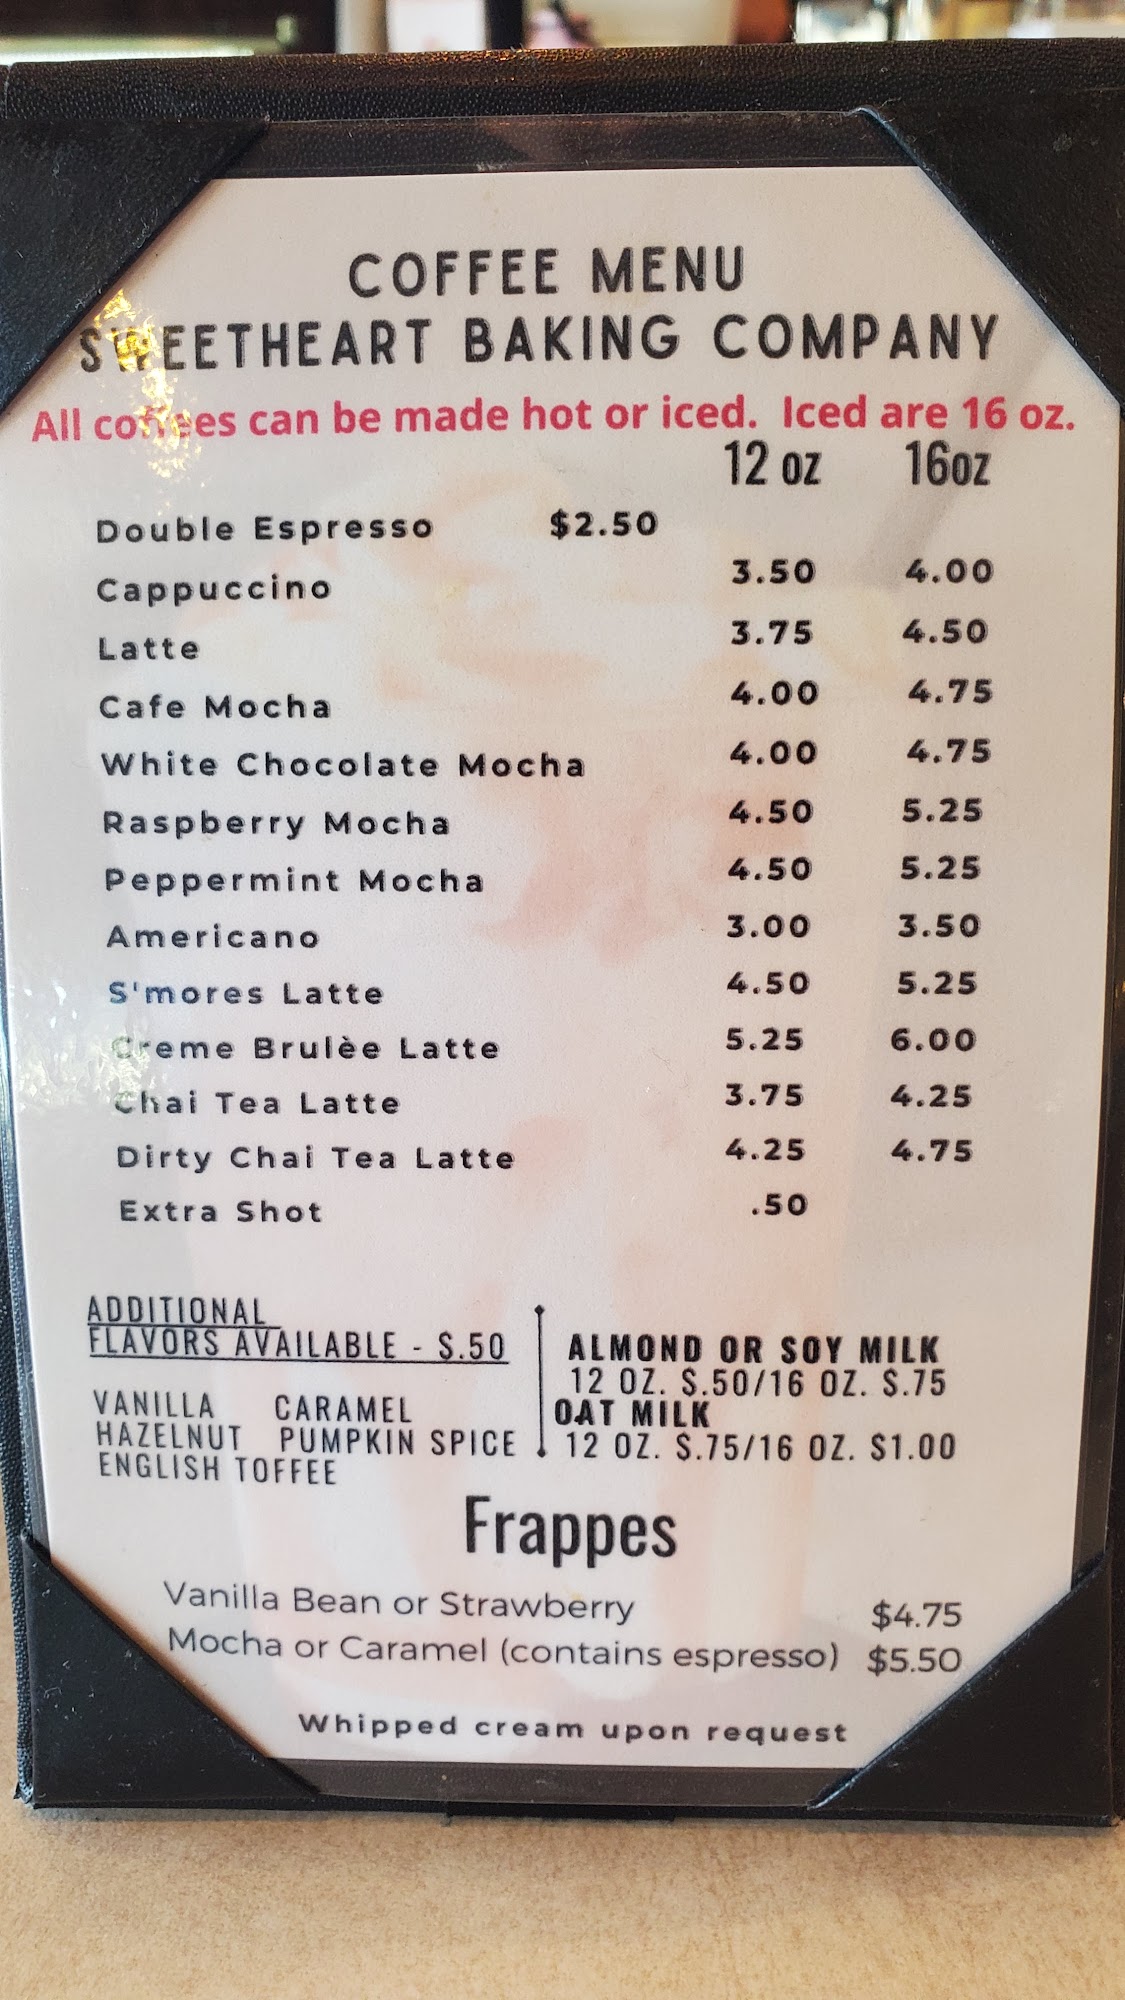 COFFEE MENU
SWEETHEART BAKING COMPANY
All coffees can be made hot or iced. Iced are 16 oz.
12 oz 16oz
Double Espresso $2.50
Cappuccino 3.50 4.00
Latte 3.75 4.50
Cafe Mocha 4.00 4.75
White Chocolate Mocha 4.00 4.75
Raspberry Mocha 4.50 5.25
Peppermint Mocha 4.50 5.25
Americano 3.00 3.50
S'mores Latte 4.50 5.25
Creme Brulèe Latte 5.25 6.00
Chai Tea Latte 3.75 4.25
Dirty Chai Tea Latte 4.25 4.75
Extra Shot .50
ADDITIONAL
FLAVORS AVAILABLE - $.50
VANILLA CARAMEL
HAZELNUT PUMPKIN SPICE
ENGLISH TOFFEE
ALMOND OR SOY MILK
12 OZ. $.50/16 OZ. $.75
OAT MILK
12 OZ. $.75/16 OZ. $1.00
Frappes
Vanilla Bean or Strawberry $4.75
Mocha or Caramel (contains espresso) $5.50
Whipped cream upon request